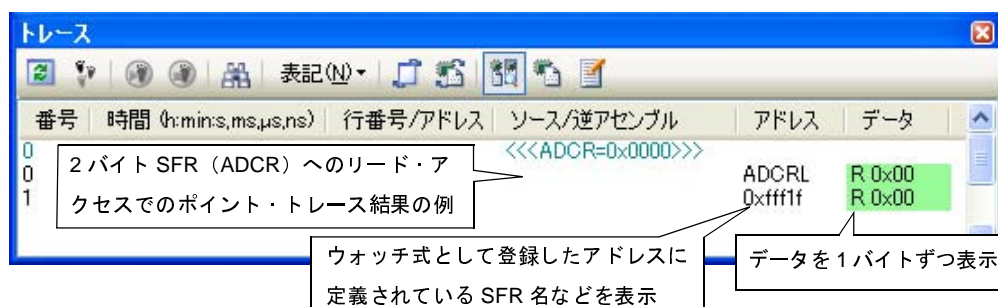 トレース
表記(N)
番号 時間 (h:min:s,ms,μs,ns) 行番号/アドレス ソース/逆アセンブル アドレス データ
0 <<<ADCR=0x0000>>>
0 ADCRL R 0x00
1 0xfff1f R 0x00
2 バイト SFR（ADCR）へのリード・ア
クセスでのポイント・トレース結果の例
ウォッチ式として登録したアドレスに
定義されている SFR 名などを表示
データを 1 バイトずつ表示